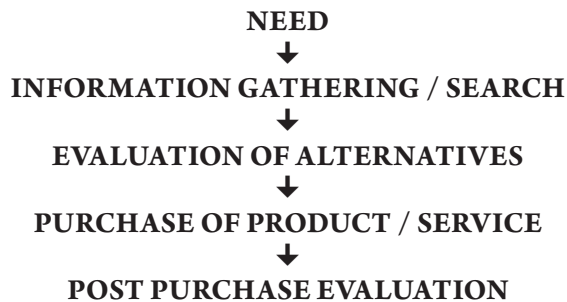 NEED
INFORMATION GATHERING / SEARCH
EVALUATION OF ALTERNATIVES
PURCHASE OF PRODUCT / SERVICE
POST PURCHASE EVALUATION